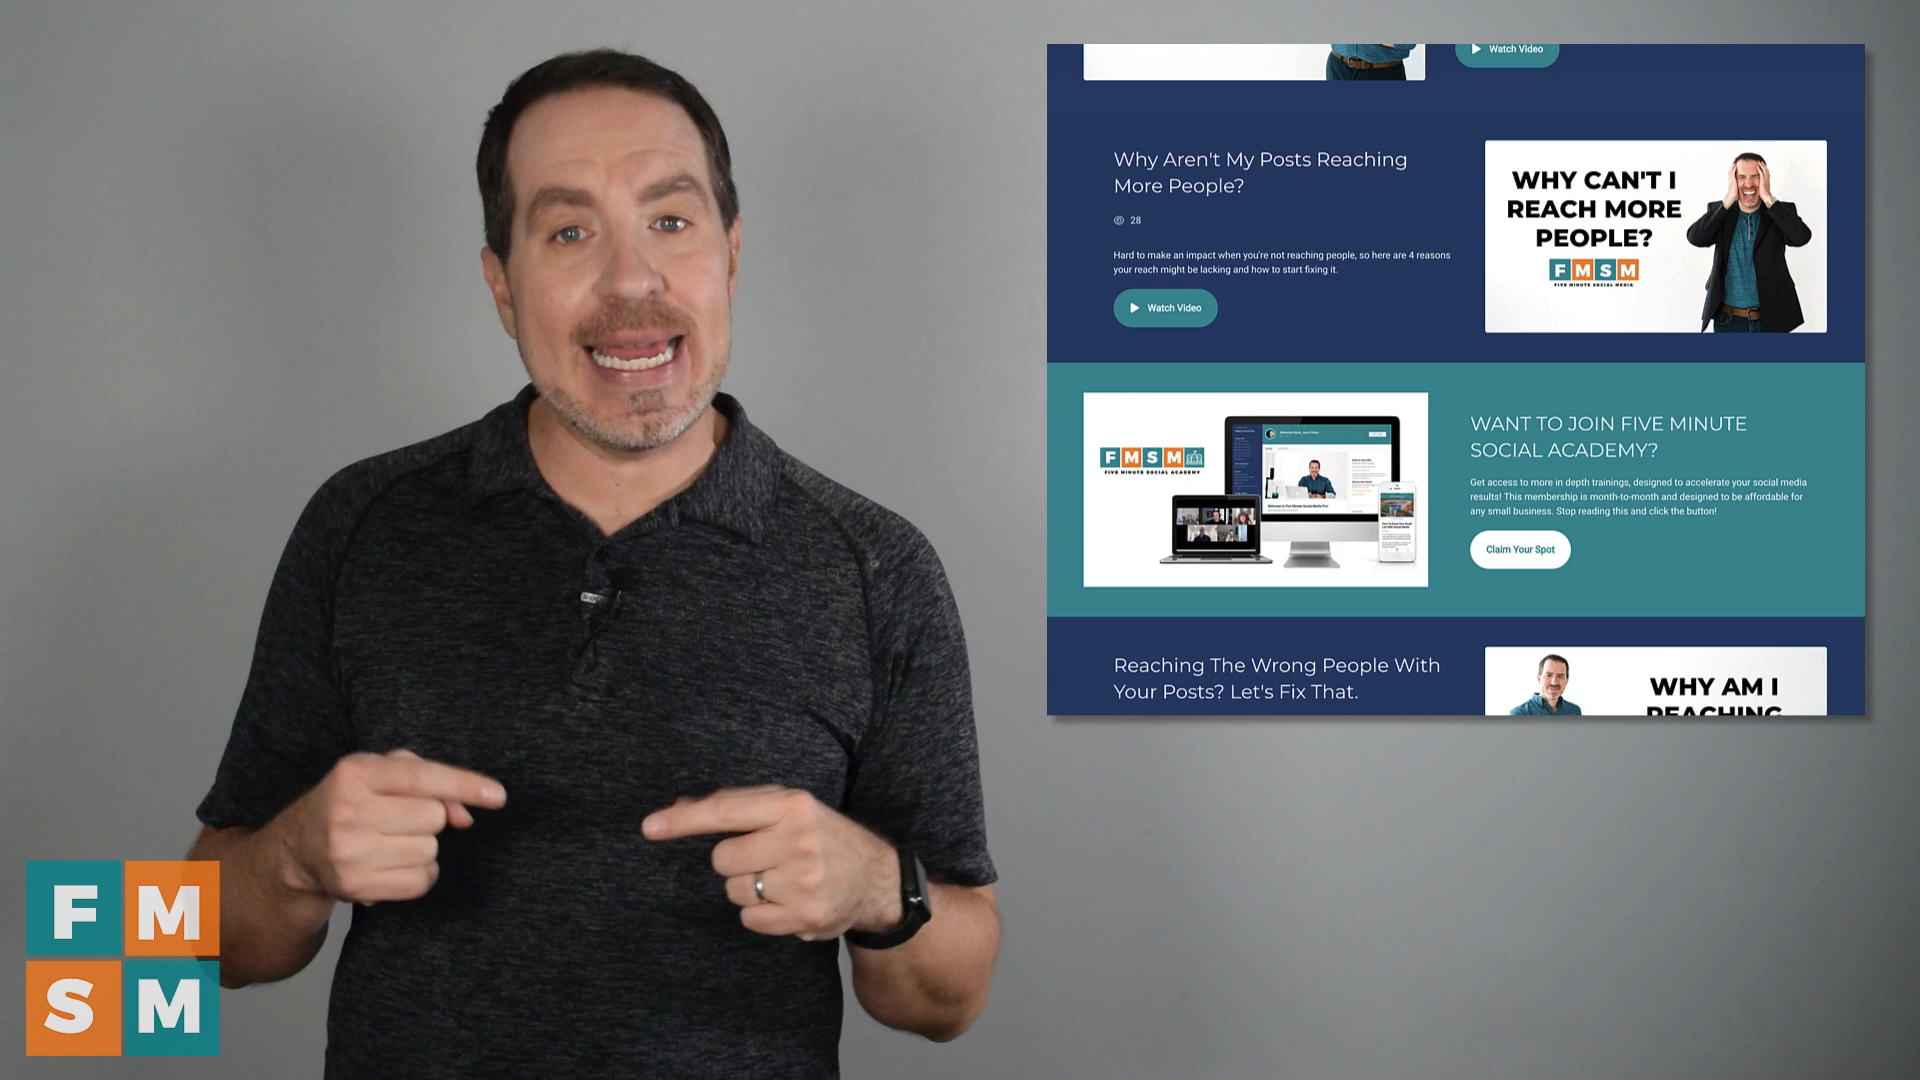 Watch Video
Why Aren't My Posts Reaching
More People?
28
Hard to make an impact when you're not reaching people, so here are 4 reasons
your reach might be lacking and how to start fixing it.
Watch Video
WHY CAN'T I
REACH MORE
PEOPLE?
FMSM
FIVE MINUTE SOCIAL MEDIA
FMSM
FIVE MINUTE SOCIAL ACADEMY
WANT TO JOIN FIVE MINUTE
SOCIAL ACADEMY?
Get access to more in depth trainings, designed to accelerate your social media
results! This membership is month-to-month and designed to be affordable for
any small business. Stop reading this and click the button!
Claim Your Spot
Reaching The Wrong People With
Your Posts? Let's Fix That.
WHY AM I
REACHING
FM
SM